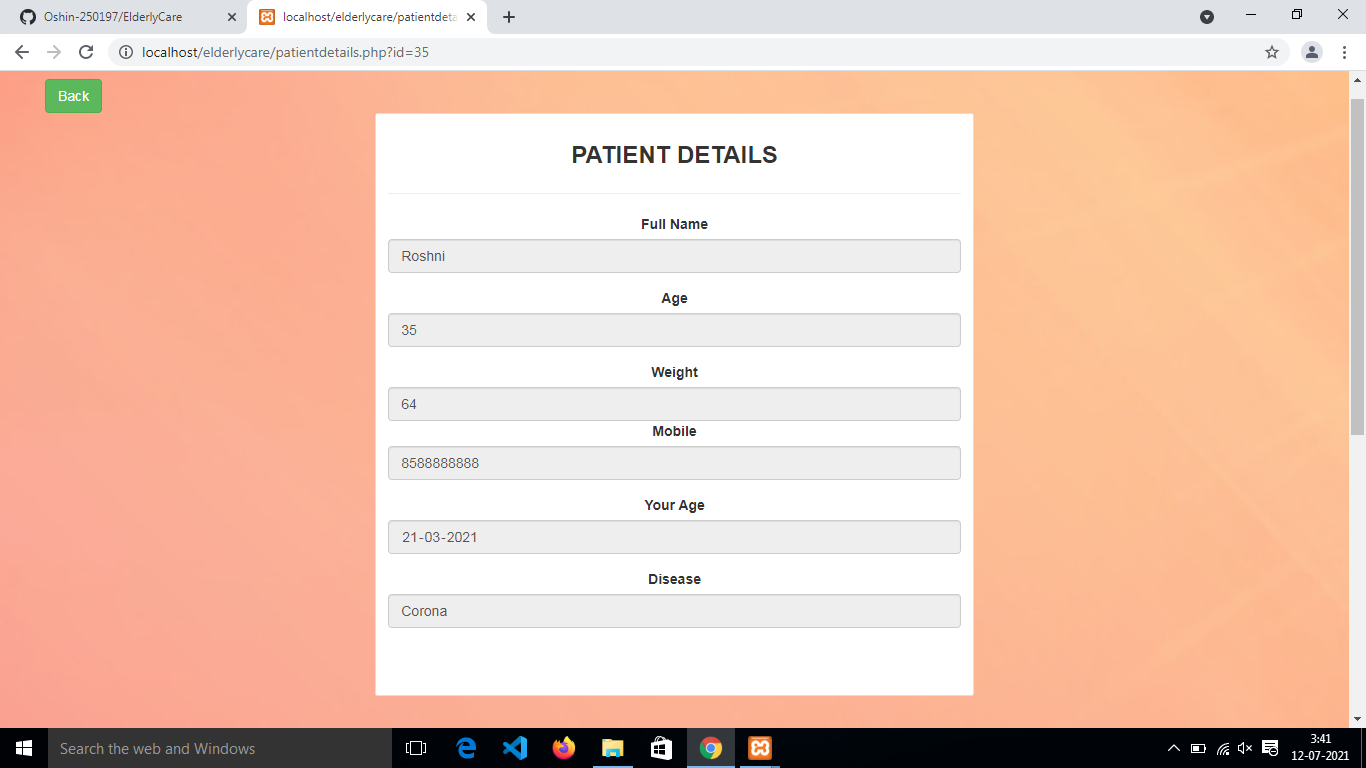 Oshin-250197/ElderlyCare
localhost/elderlycare/patientdeta
localhost/elderlycare/patientdetails.php?id=35
Back
PATIENT DETAILS
Full Name
Roshni
Age
35
Weight
64
Mobile
8588888888
Your Age
21-03-2021
Disease
Corona
Search the web and Windows
3:41
12-07-2021